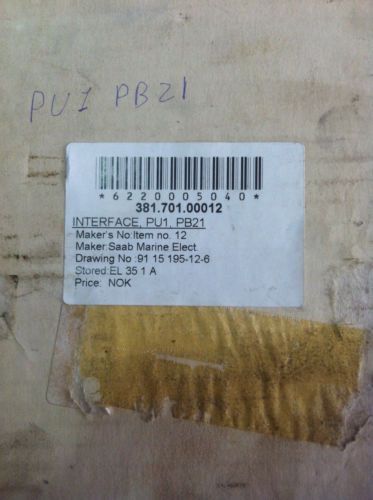 PU1 PB21
*6220005040*
381.701.00012
INTERFACE, PU1, PB21
Maker's No:Item no. 12
Maker:Saab Marine Elect.
Drawing No :91 15 195-12-6
Stored:EL 35 1 A
Price: NOK